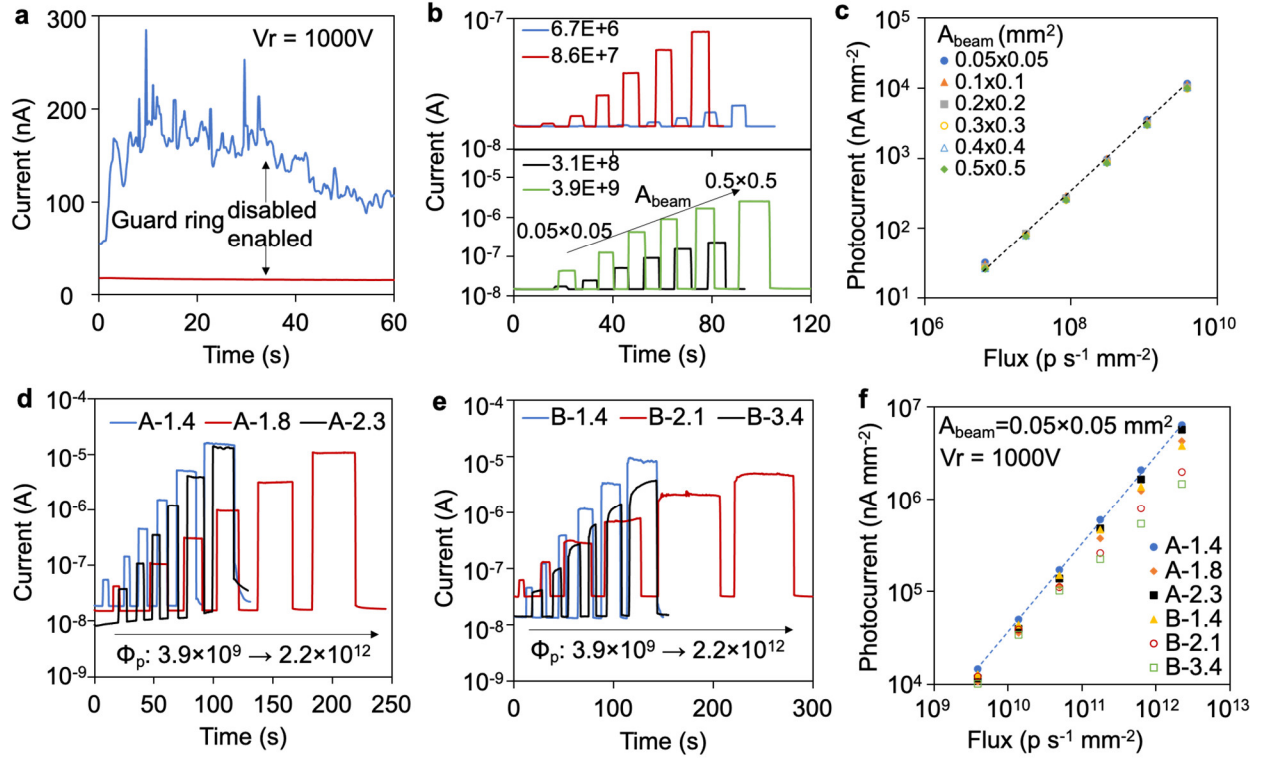 a
Vr = 1000V
300
200
100
0
Current (nA)
Guard ring
disabled
enabled
0
20
40
60
Time (s)
b
10-7
10-8
10-5
10-6
10-7
10-8
Current (A)
6.7E+6
8.6E+7
3.1E+8
3.9E+9
0.5×0.5
Abeam
0.05×0.05
0
40
80
120
Time (s)
c
105
104
103
102
101
Photocurrent (nA mm-2)
Abeam (mm2)
0.05x0.05
0.1x0.1
0.2x0.2
0.3x0.3
0.4x0.4
0.5x0.5
106
108
1010
Flux (p s-1 mm-2)
d
10-4
10-5
10-6
10-7
10-8
10-9
Current (A)
A-1.4
A-1.8
A-2.3
Φp: 3.9×109 → 2.2×1012
0
50
100
150
200
250
Time (s)
e
10-4
10-5
10-6
10-7
10-8
10-9
Current (A)
B-1.4
B-2.1
B-3.4
Φp: 3.9×109 → 2.2×1012
0
100
200
300
Time (s)
f
107
106
105
104
Photocurrent (nA mm-2)
Abeam=0.05×0.05 mm2
Vr = 1000V
A-1.4
A-1.8
A-2.3
B-1.4
B-2.1
B-3.4
109
1010
1011
1012
1013
Flux (p s-1 mm-2)